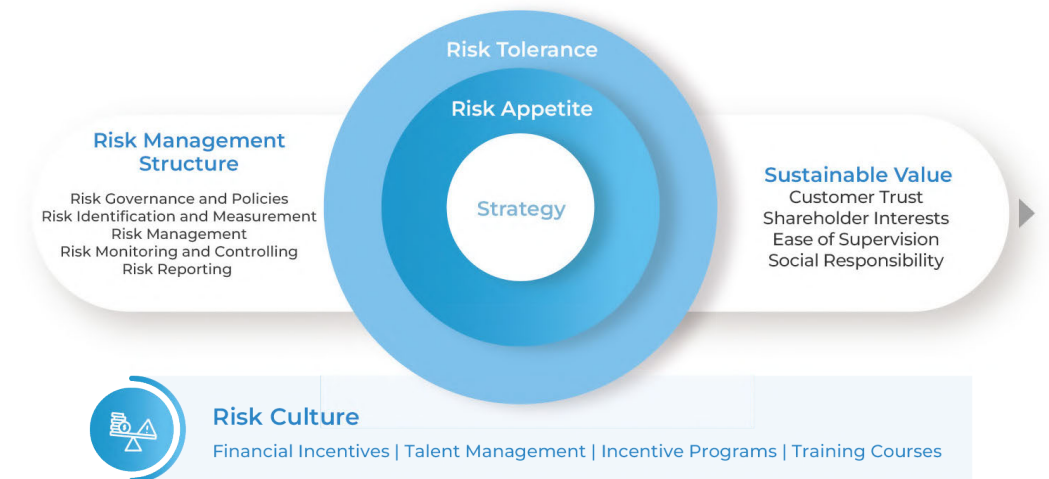 Risk Tolerance
Risk Appetite
Strategy
Risk Management
Structure
Risk Governance and Policies
Risk Identification and Measurement
Risk Management
Risk Monitoring and Controlling
Risk Reporting
Sustainable Value
Customer Trust
Shareholder Interests
Ease of Supervision
Social Responsibility
Risk Culture
Financial Incentives | Talent Management | Incentive Programs | Training Courses